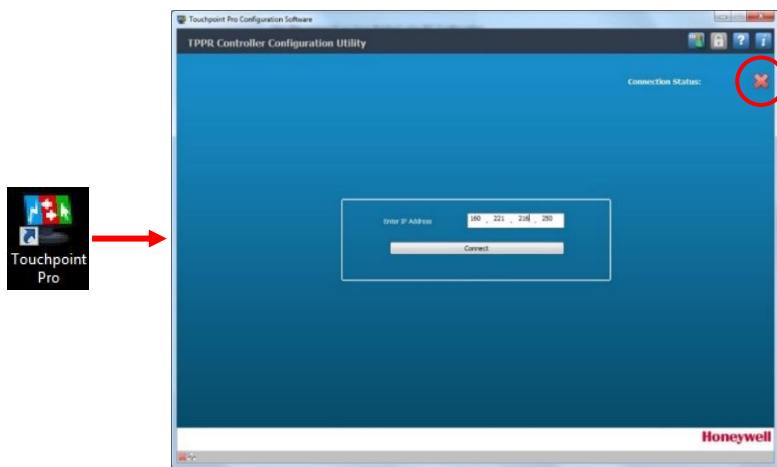 Touchpoint Pro Configuration Software
TPPR Controller Configuration Utility
Connection Status:
Enter IP Address
160 . 221 . 216 . 250
Connect
Touchpoint
Pro
Honeywell